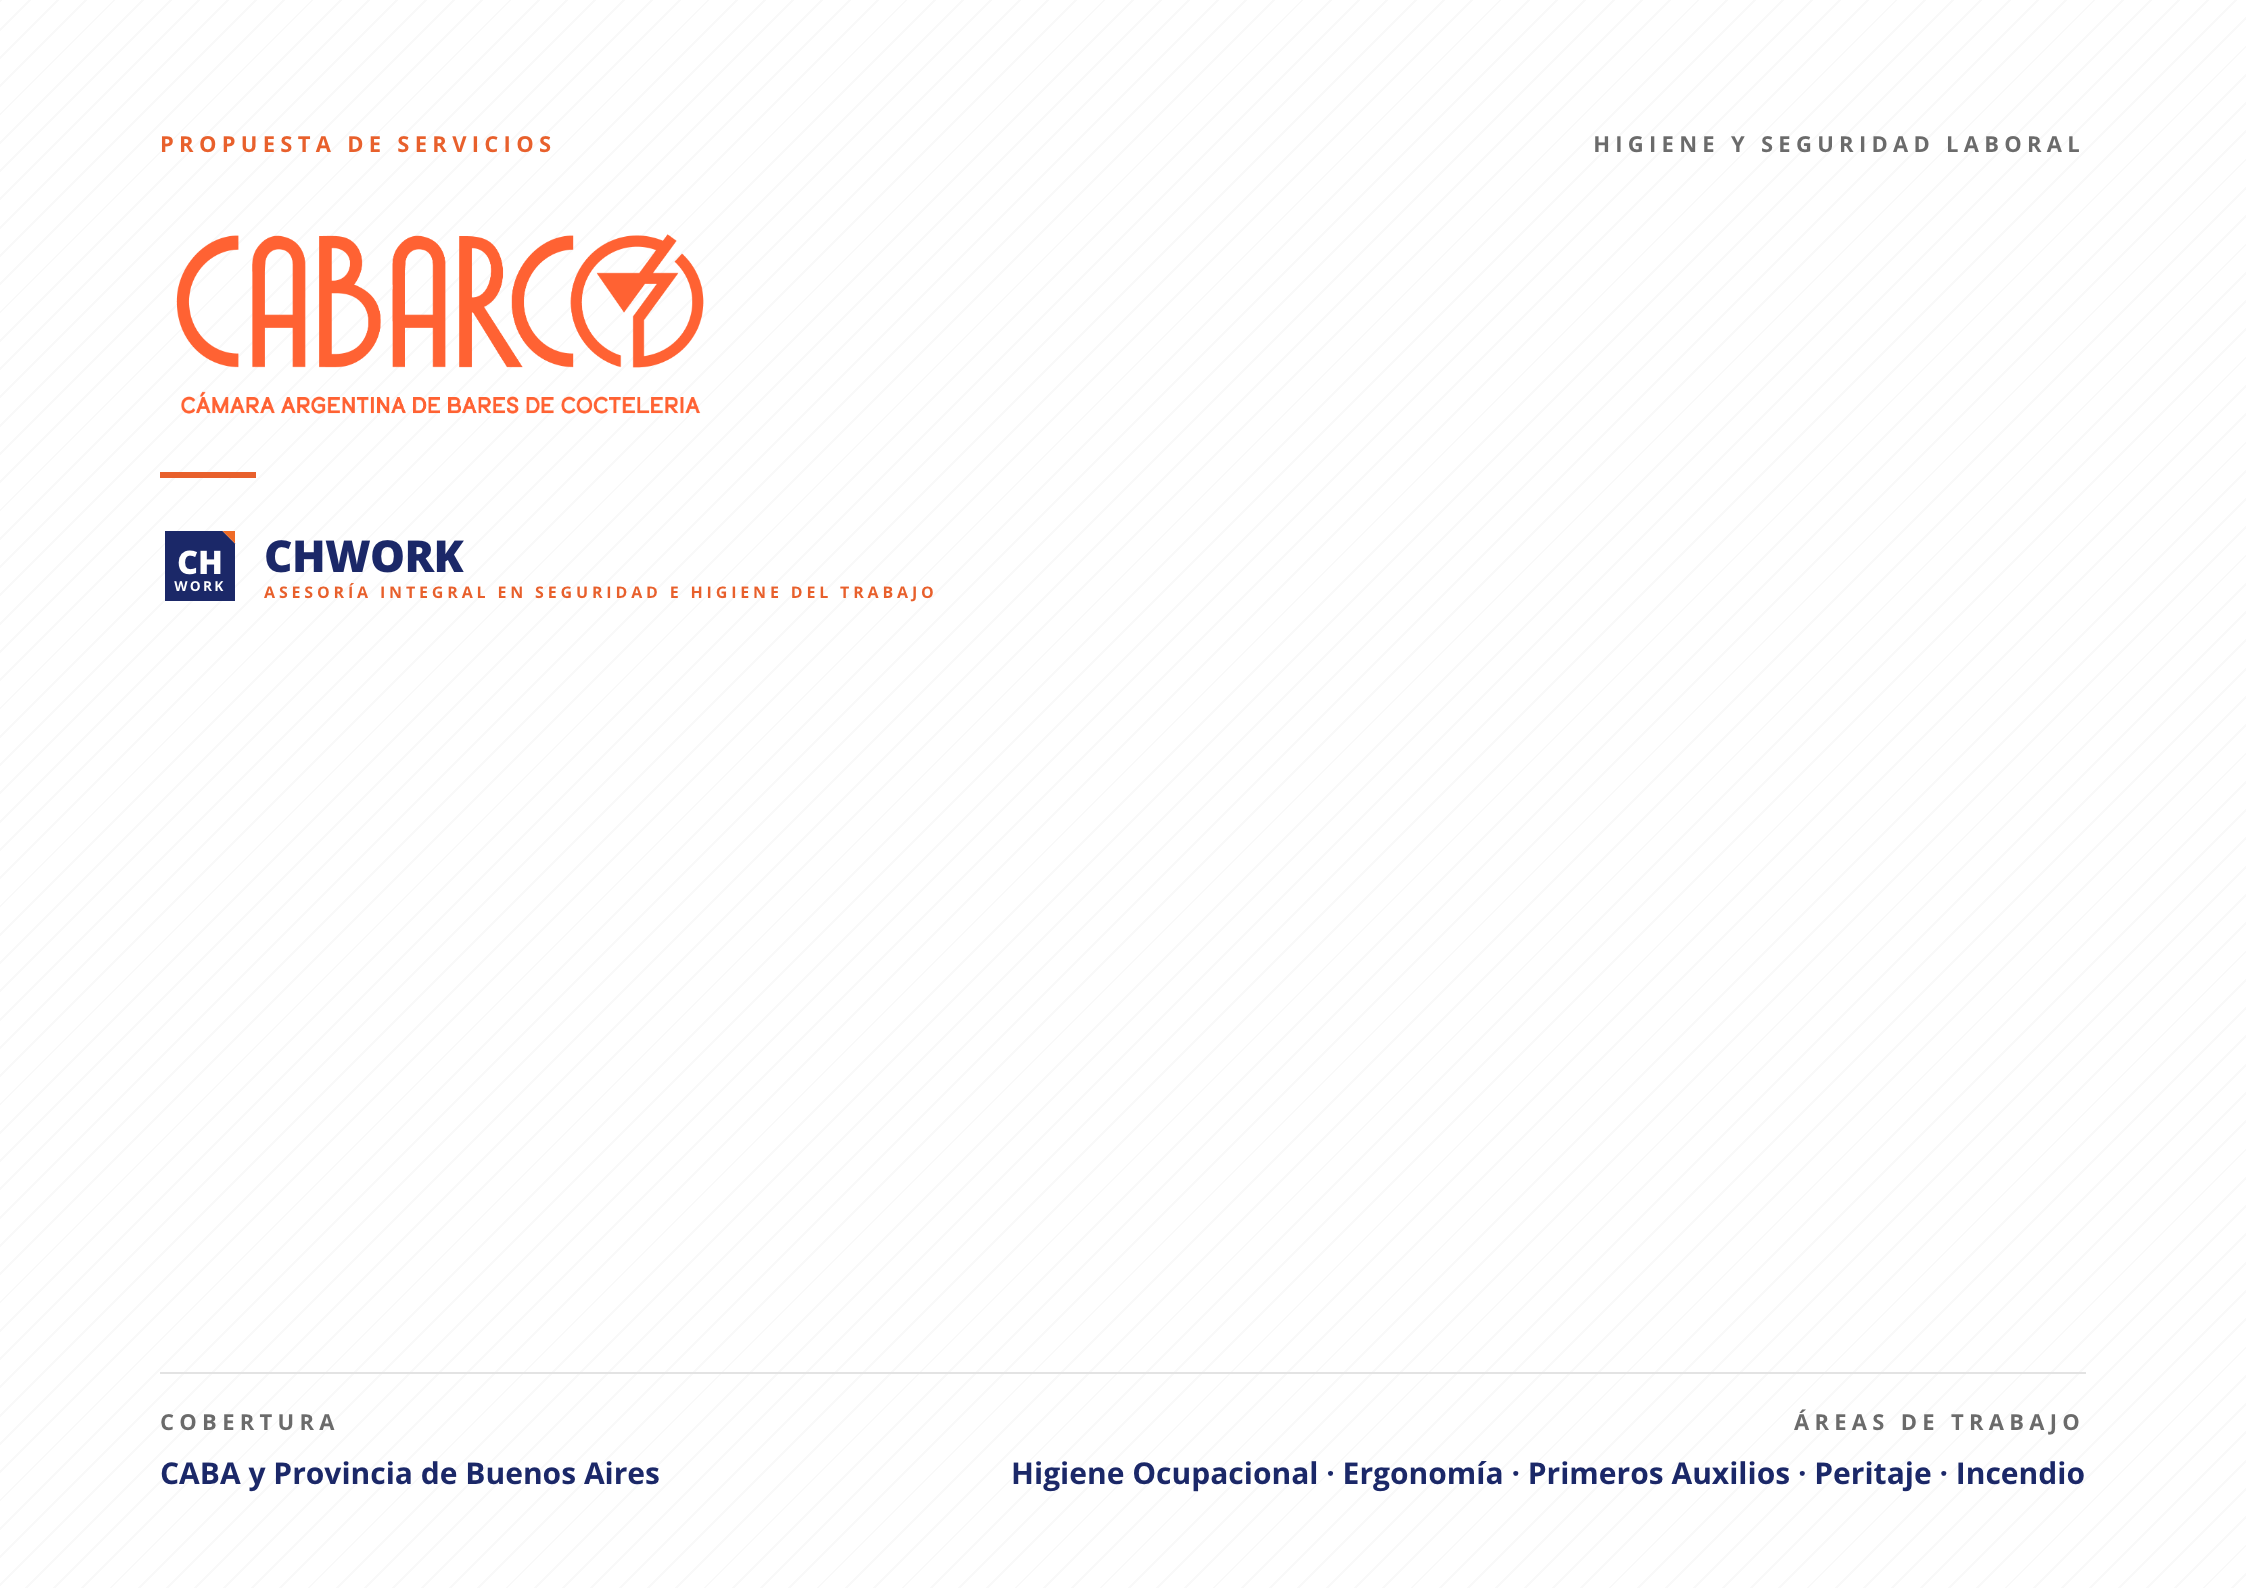 PROPUESTA DE SERVICIOS
HIGIENE Y SEGURIDAD LABORAL
CABARCO
CÁMARA ARGENTINA DE BARES DE COCTELERIA
CH
WORK
CHWORK
ASESORÍA INTEGRAL EN SEGURIDAD E HIGIENE DEL TRABAJO
COBERTURA
CABA y Provincia de Buenos Aires
ÁREAS DE TRABAJO
Higiene Ocupacional · Ergonomía · Primeros Auxilios · Peritaje · Incendio